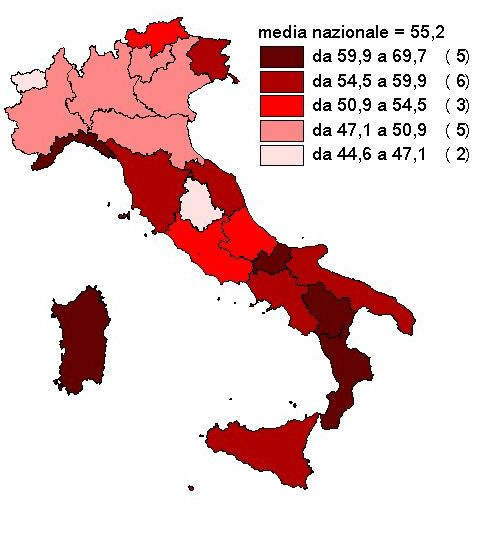 media nazionale = 55,2
da 59,9 a 69,7 ( 5)
da 54,5 a 59,9 ( 6)
da 50,9 a 54,5 ( 3)
da 47,1 a 50,9 ( 5)
da 44,6 a 47,1 ( 2)